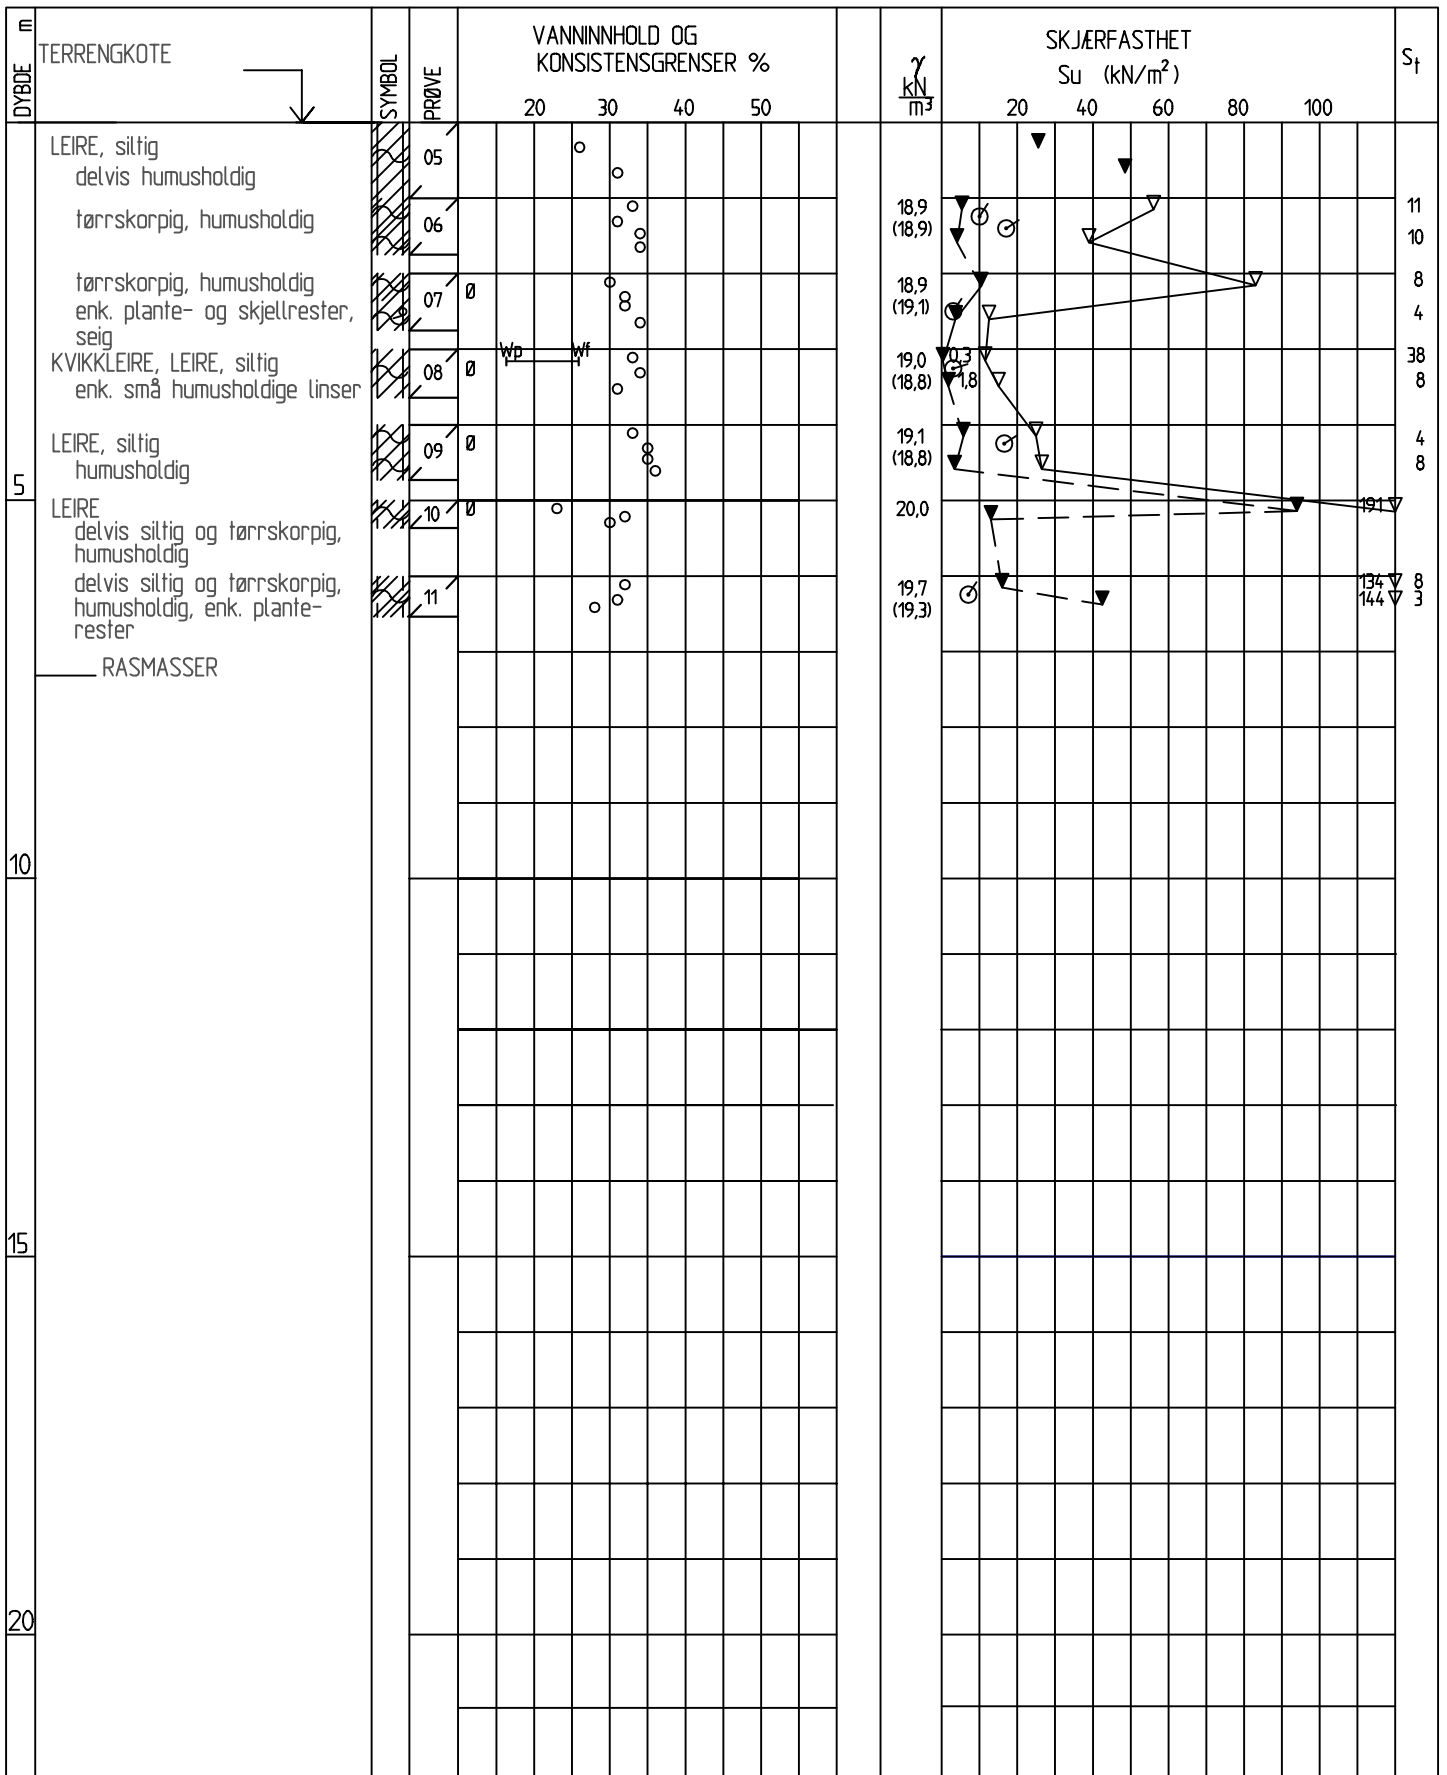 DYBDE m
TERRENGKOTE
SYMBOL
PRØVE
VANNINNHOLD OG
KONSISTENSGRENSER %
20 30 40 50
γ
kN
m³
SKJÆRFASTHET
Su (kN/m²)
20 40 60 80 100
St
LEIRE, siltig
delvis humusholdig
05
tørrskorpig, humusholdig
06
18,9
(18,9)
11
10
tørrskorpig, humusholdig
enk. plante- og skjellrester,
seig
07
Ø
18,9
(19,1)
8
4
KVIKKLEIRE, LEIRE, siltig
enk. små humusholdige linser
08
Ø
Wp Wf
19,0
(18,8)
0,3
1,8
38
8
LEIRE, siltig
humusholdig
09
Ø
19,1
(18,8)
4
8
5
LEIRE
delvis siltig og tørrskorpig,
humusholdig
10
Ø
20,0
191
delvis siltig og tørrskorpig,
humusholdig, enk. plante-
rester
11
19,7
(19,3)
134 8
144 3
RASMASSER
10
15
20